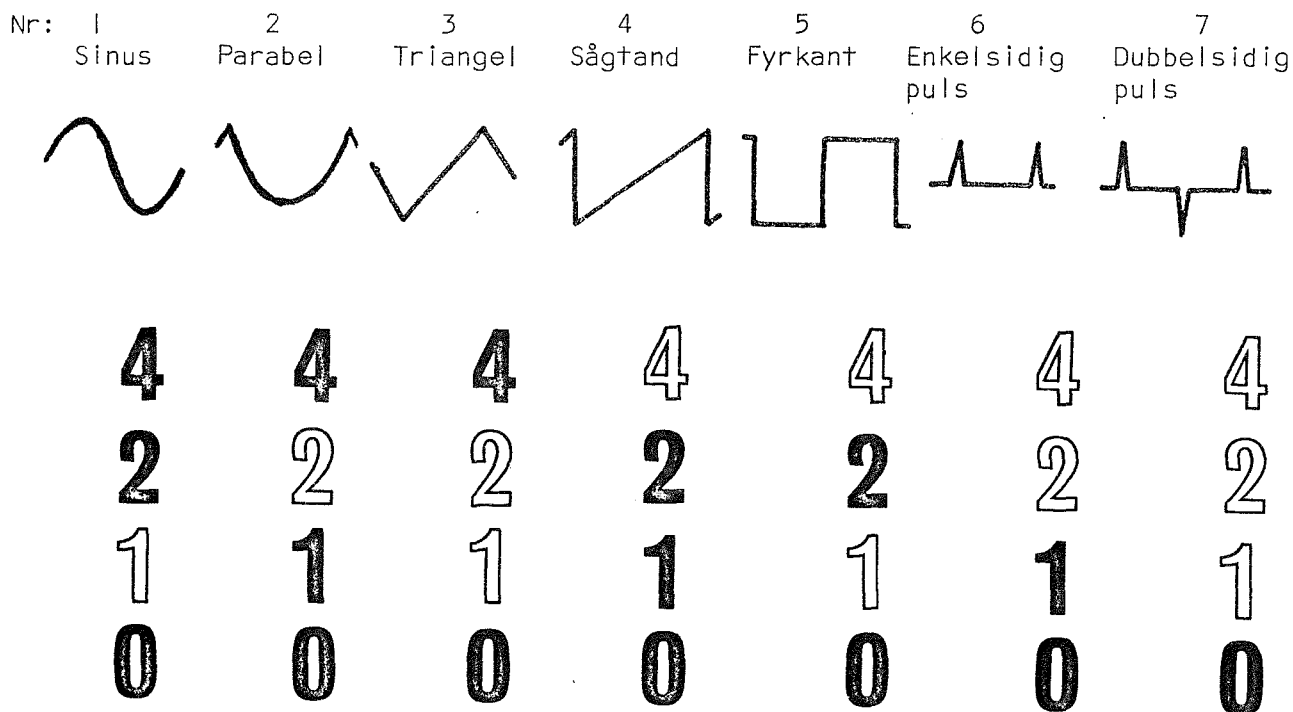 Nr: 1 2 3 4 5 6 7
Sinus Parabel Triangel Sågtand Fyrkant Enkelsidig Dubbelsidig
puls puls
4 4 4 4 4 4 4
2 2 2 2 2 2 2
1 1 1 1 1 1 1
0 0 0 0 0 0 0